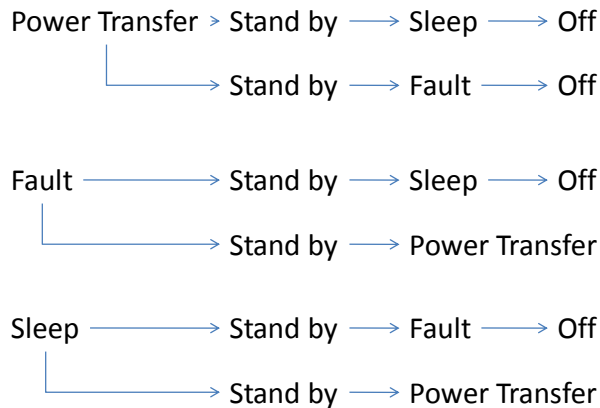 Power Transfer Stand by Sleep Off
Stand by Fault Off
Fault Stand by Sleep Off
Stand by Power Transfer
Sleep Stand by Fault Off
Stand by Power Transfer